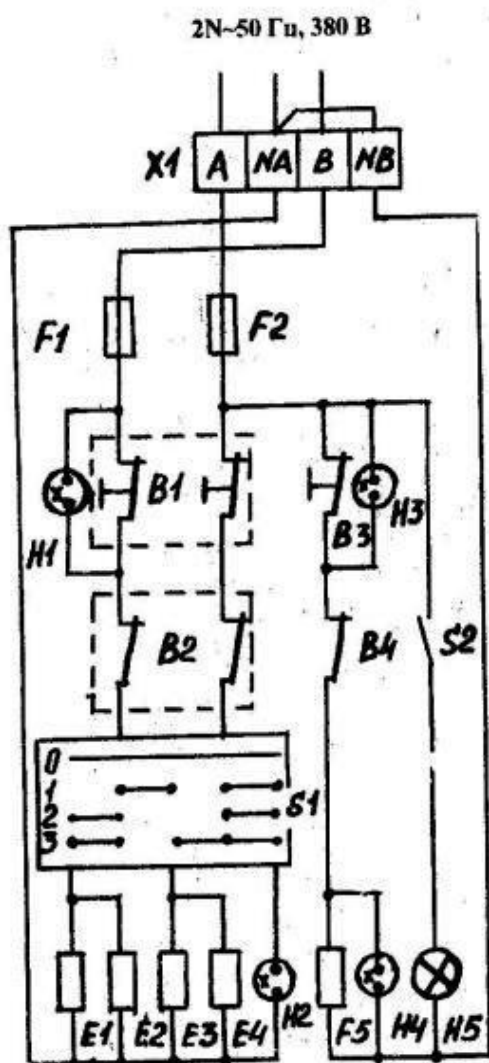 2N~50 Гц, 380 В
X1 A NA B NB
F1 F2
H1 B1 B3 H3
B2 B4 S2
0
1
2 S1
3
E1 E2 E3 E4 H2 F5 H4 H5